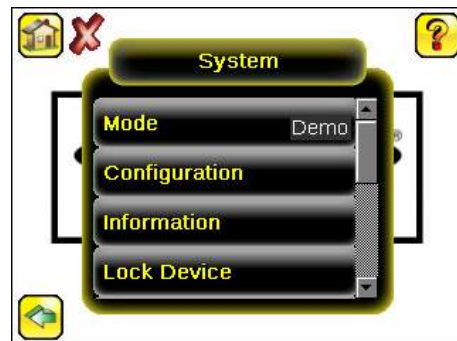 System
Mode Demo
Configuration
Information
Lock Device
?
®